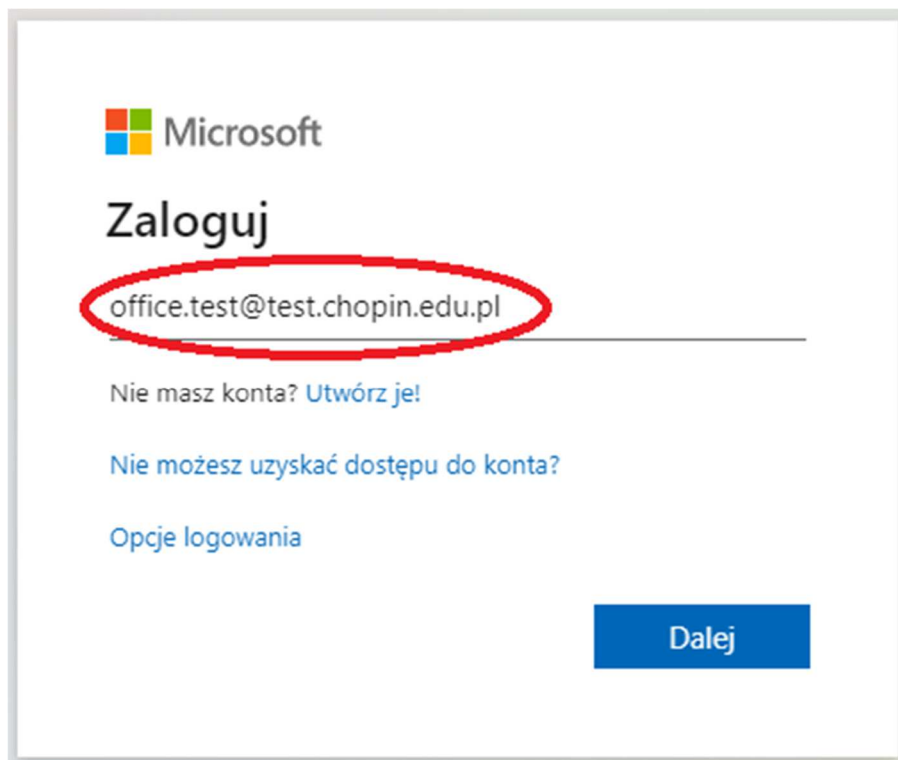 Microsoft
Zaloguj
office.test@test.chopin.edu.pl
Nie masz konta? Utwórz je!
Nie możesz uzyskać dostępu do konta?
Opcje logowania
Dalej